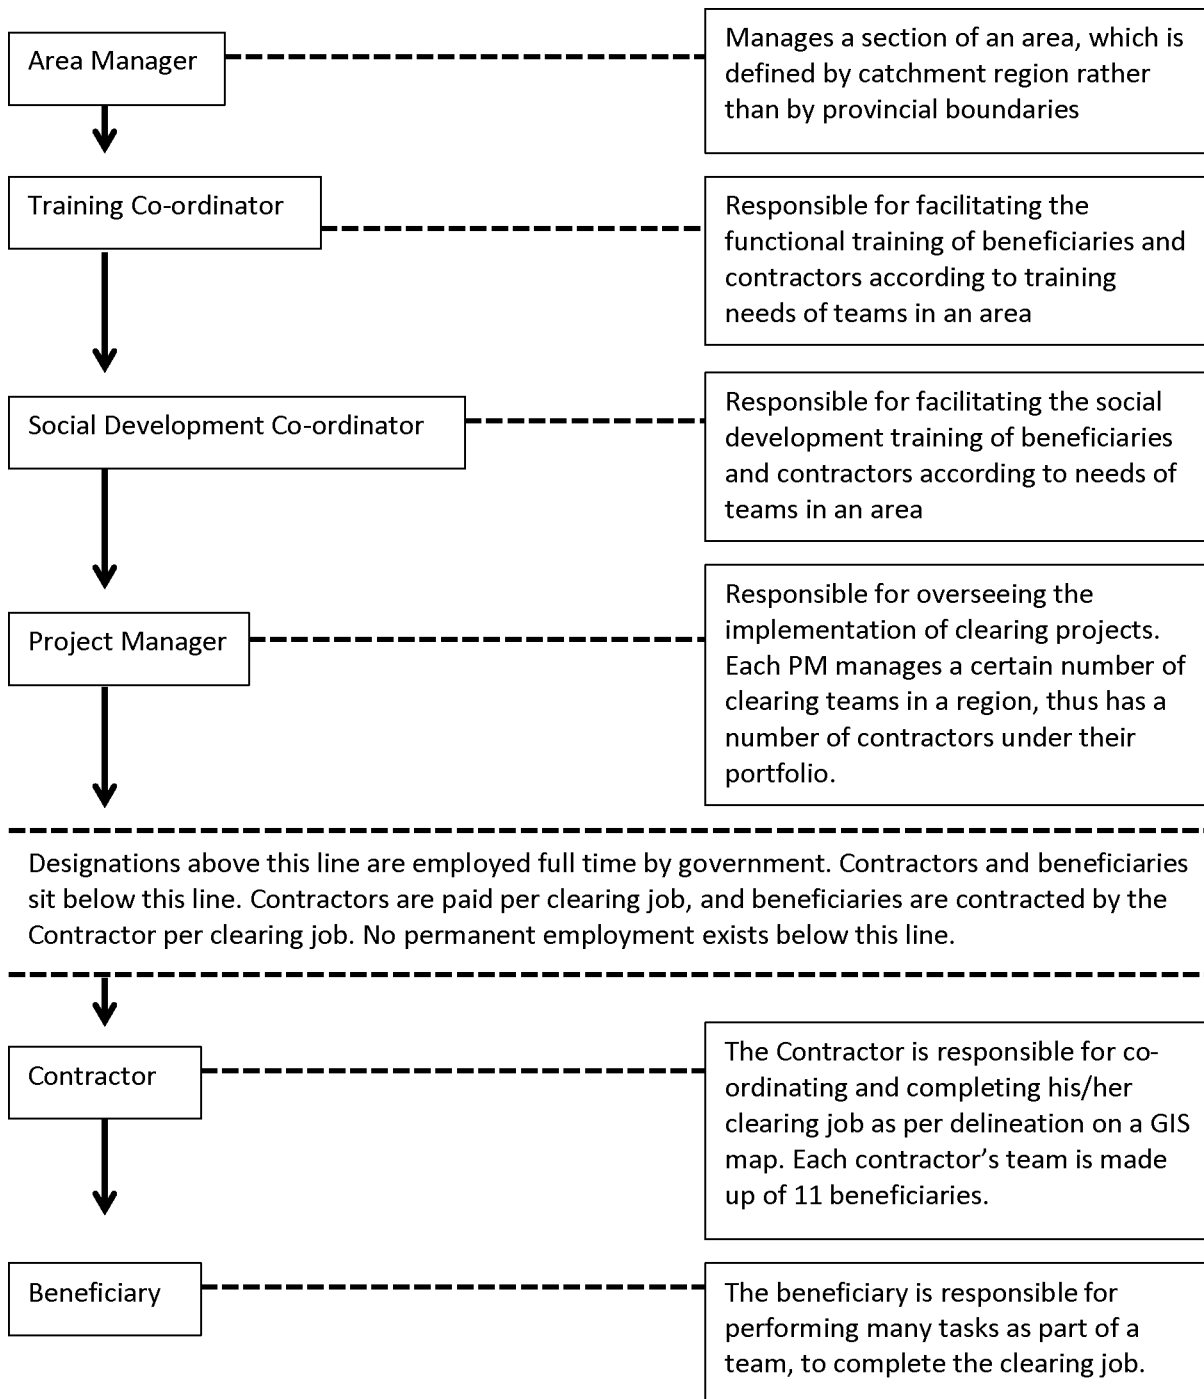 Area Manager
Manages a section of an area, which is
defined by catchment region rather
than by provincial boundaries
Training Co-ordinator
Responsible for facilitating the
functional training of beneficiaries and
contractors according to training
needs of teams in an area
Social Development Co-ordinator
Responsible for facilitating the social
development training of beneficiaries
and contractors according to needs of
teams in an area
Project Manager
Responsible for overseeing the
implementation of clearing projects.
Each PM manages a certain number of
clearing teams in a region, thus has a
number of contractors under their
portfolio.
Designations above this line are employed full time by government. Contractors and beneficiaries
sit below this line. Contractors are paid per clearing job, and beneficiaries are contracted by the
Contractor per clearing job. No permanent employment exists below this line.
Contractor
The Contractor is responsible for co-
ordinating and completing his/her
clearing job as per delineation on a GIS
map. Each contractor’s team is made
up of 11 beneficiaries.
Beneficiary
The beneficiary is responsible for
performing many tasks as part of a
team, to complete the clearing job.